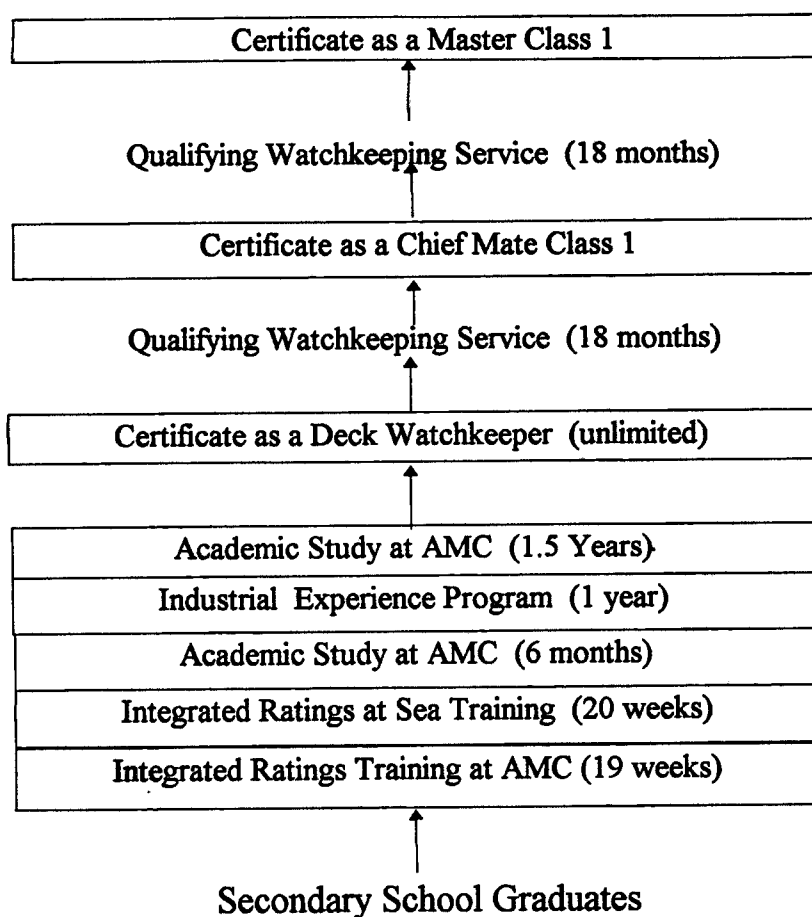 Certificate as a Master Class 1
Qualifying Watchkeeping Service (18 months)
Certificate as a Chief Mate Class 1
Qualifying Watchkeeping Service (18 months)
Certificate as a Deck Watchkeeper (unlimited)
Academic Study at AMC (1.5 Years)
Industrial Experience Program (1 year)
Academic Study at AMC (6 months)
Integrated Ratings at Sea Training (20 weeks)
Integrated Ratings Training at AMC (19 weeks)
Secondary School Graduates